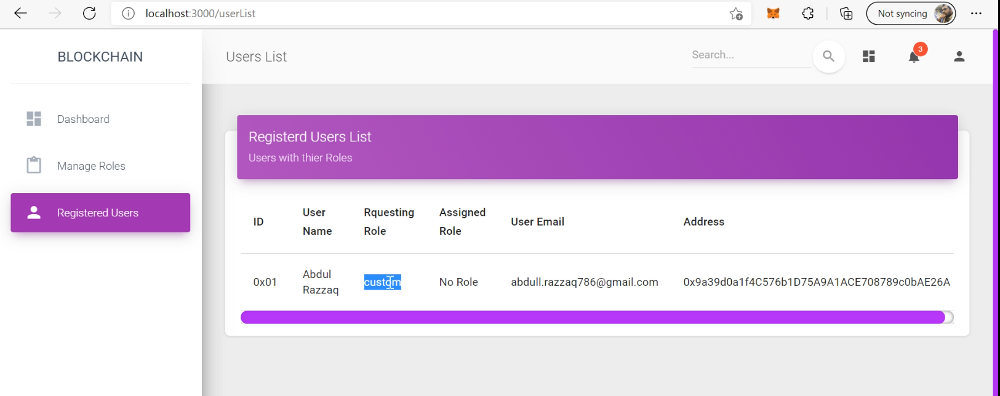 localhost:3000/userList
Not syncing
BLOCKCHAIN
Users List
Search...
3
Dashboard
Manage Roles
Registered Users
Registerd Users List
Users with thier Roles
ID
User
Name
Rquesting
Role
Assigned
Role
User Email
Address
0x01
Abdul
Razzaq
custom
No Role
abdull.razzaq786@gmail.com
0x9a39d0a1f4C576b1D75A9A1ACE708789c0bAE26A